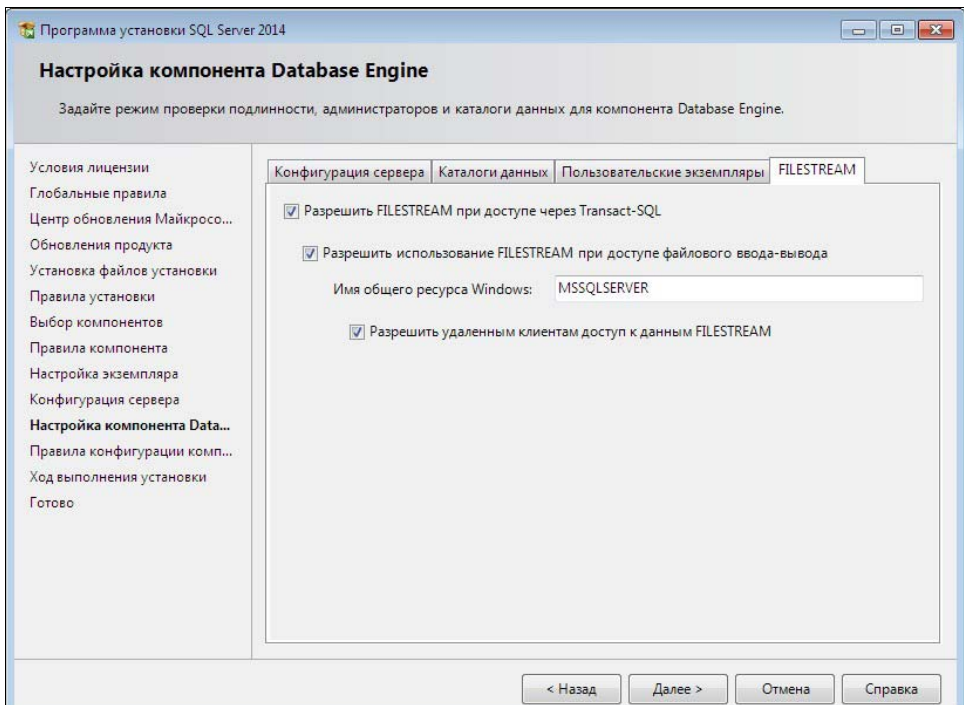 Программа установки SQL Server 2014
Настройка компонента Database Engine
Задайте режим проверки подлинности, администраторов и каталоги данных для компонента Database Engine.
Условия лицензии
Глобальные правила
Центр обновления Майкросо...
Обновления продукта
Установка файлов установки
Правила установки
Выбор компонентов
Правила компонента
Настройка экземпляра
Конфигурация сервера
Настройка компонента Data...
Правила конфигурации комп...
Ход выполнения установки
Готово
Конфигурация сервера Каталоги данных Пользовательские экземпляры FILESTREAM
Разрешить FILESTREAM при доступе через Transact-SQL
Разрешить использование FILESTREAM при доступе файлового ввода-вывода
Имя общего ресурса Windows: MSSQLSERVER
Разрешить удаленным клиентам доступ к данным FILESTREAM
< Назад Далее > Отмена Справка